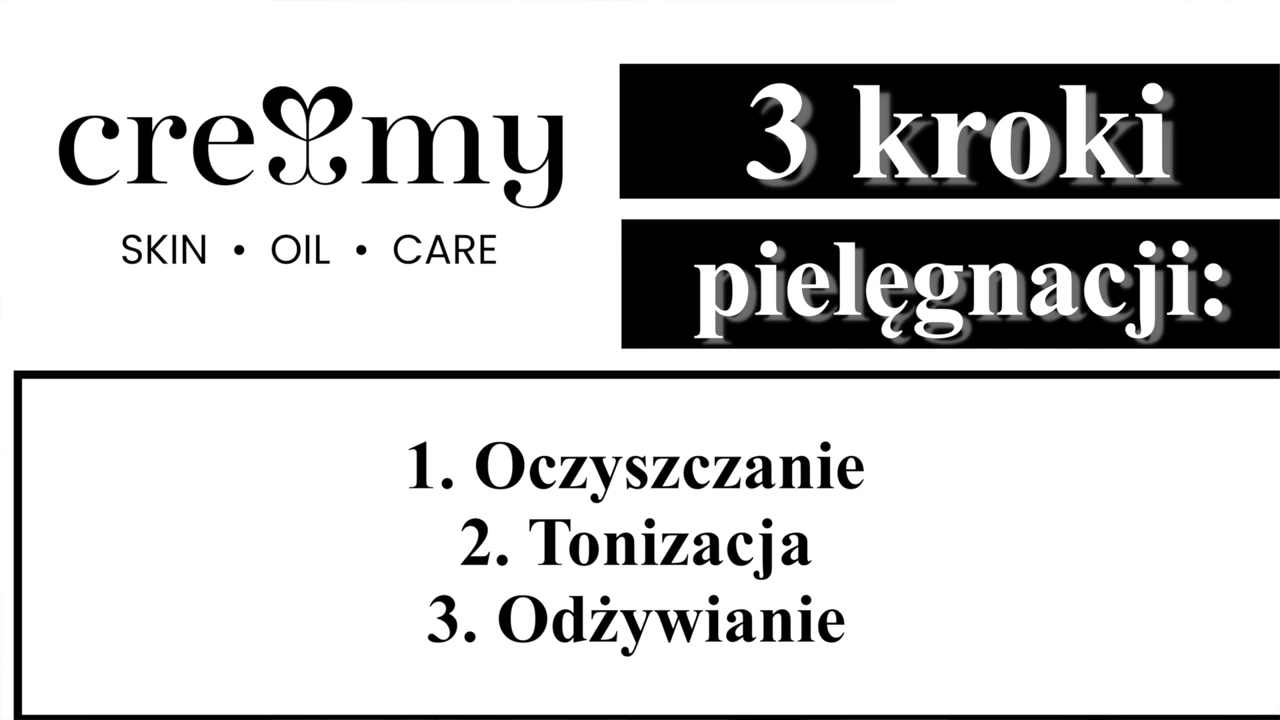 creamy
SKIN • OIL • CARE
3 kroki
pielęgnacji:
1. Oczyszczanie
2. Tonizacja
3. Odżywianie